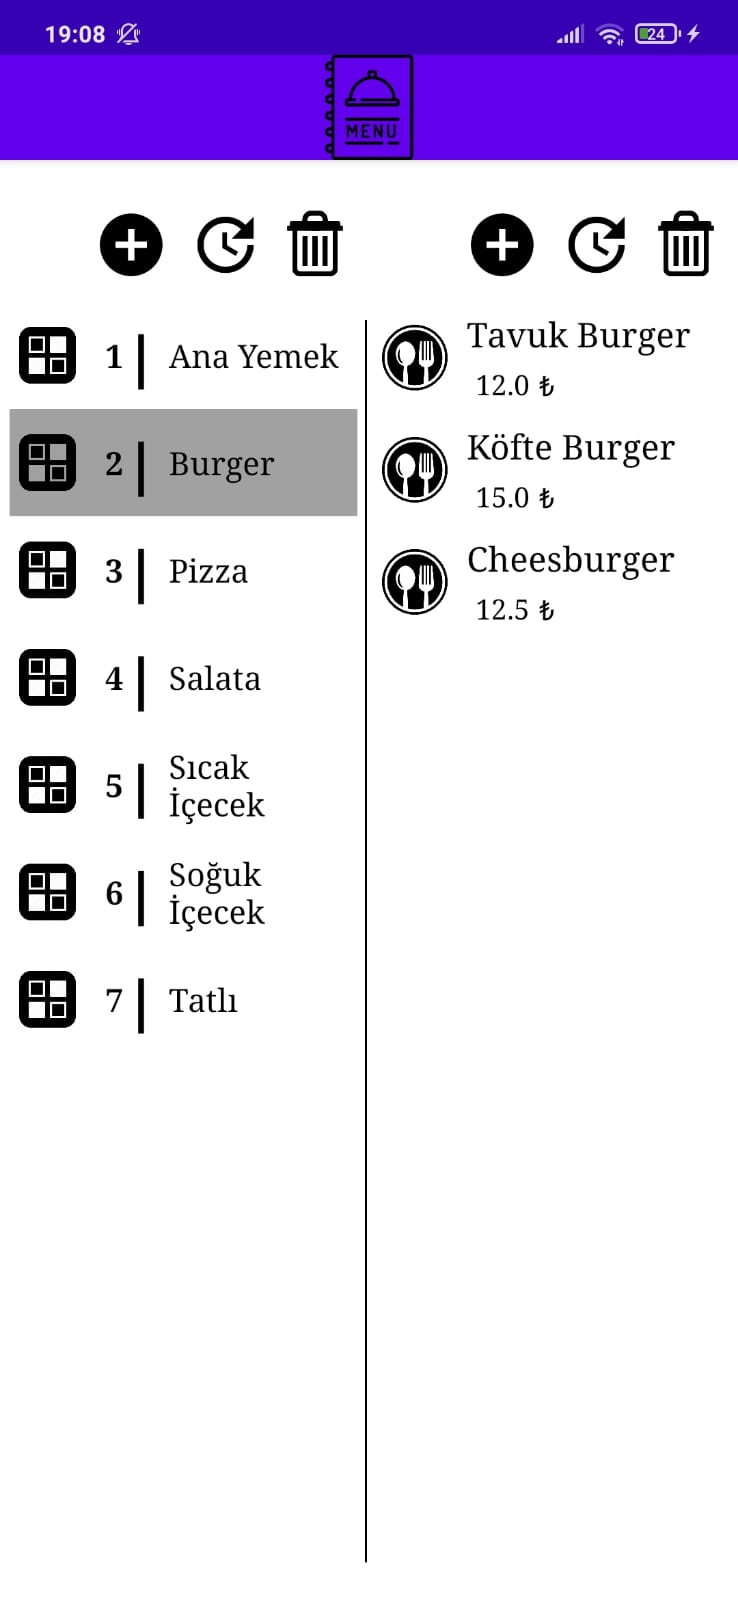 19:08
24
MENU
1 Ana Yemek
2 Burger
3 Pizza
4 Salata
5 Sıcak
İçecek
6 Soğuk
İçecek
7 Tatlı
Tavuk Burger
12.0 ₺
Köfte Burger
15.0 ₺
Cheesburger
12.5 ₺